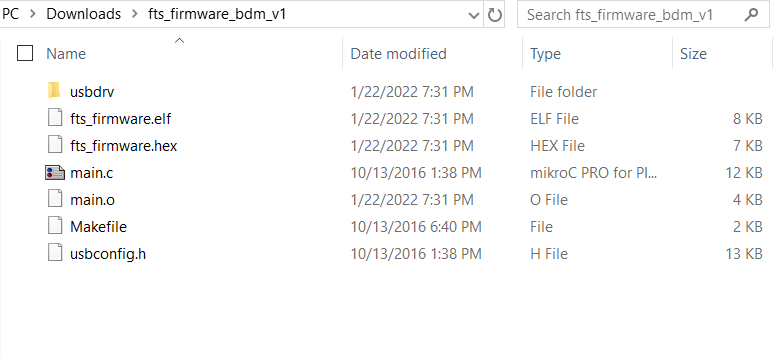 PC › Downloads › fts_firmware_bdm_v1 Search fts_firmware_bdm_v1
Name Date modified Type Size
usbdrv 1/22/2022 7:31 PM File folder
fts_firmware.elf 1/22/2022 7:31 PM ELF File 8 KB
fts_firmware.hex 1/22/2022 7:31 PM HEX File 7 KB
main.c 10/13/2016 1:38 PM mikroC PRO for PI... 12 KB
main.o 1/22/2022 7:31 PM O File 4 KB
Makefile 10/13/2016 6:40 PM File 2 KB
usbconfig.h 10/13/2016 1:38 PM H File 13 KB